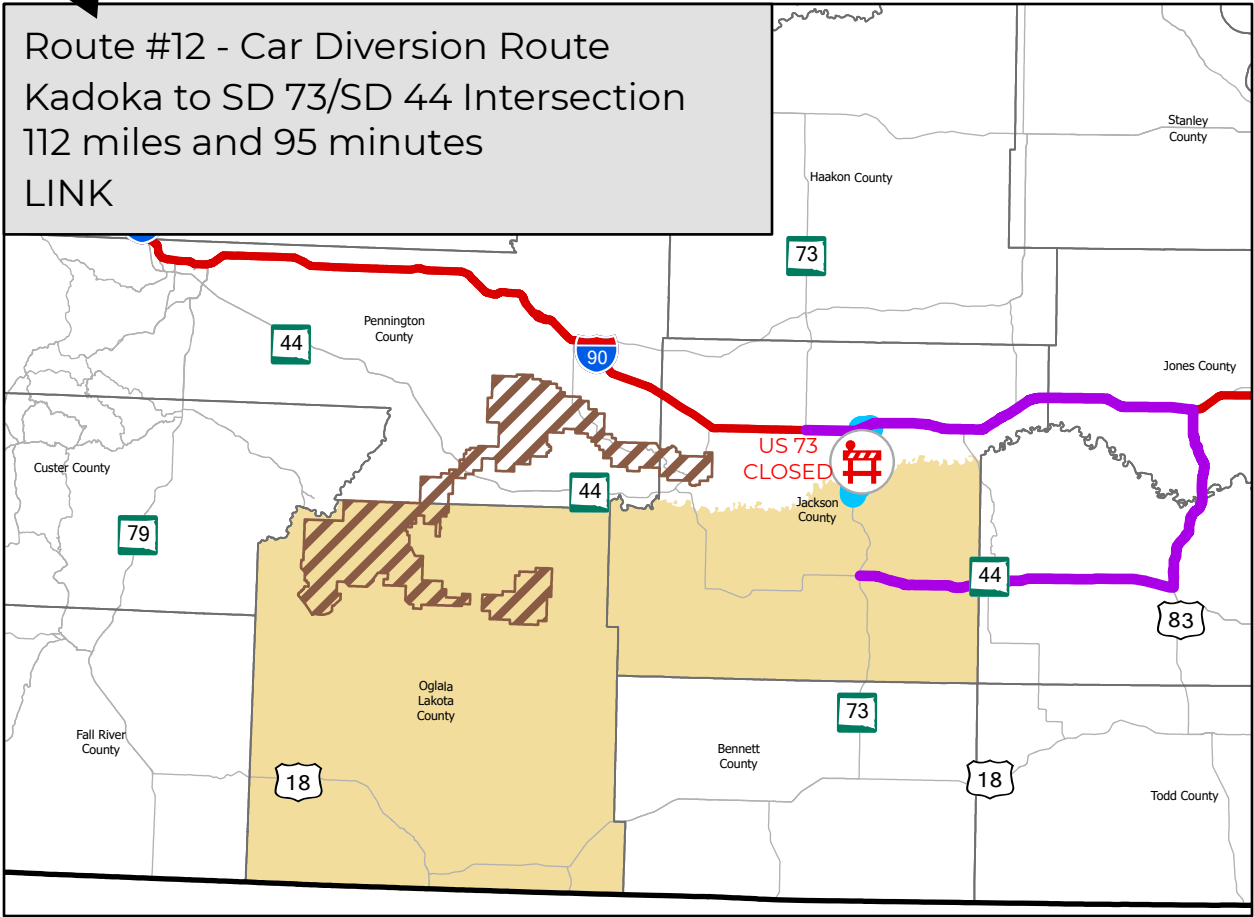 Route #12 - Car Diversion Route
Kadoka to SD 73/SD 44 Intersection
112 miles and 95 minutes
LINK
Stanley
County
Haakon County
73
Pennington
County
44
90
Jones County
US 73
CLOSED
Custer County
44
Jackson
County
79
44
83
Oglala
Lakota
County
73
Fall River
County
Bennett
County
18
18
Todd County